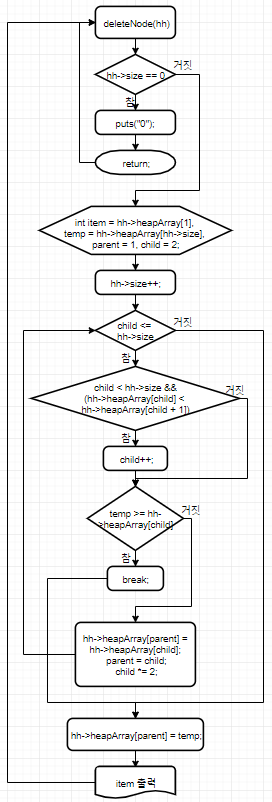 deleteNode(hh)
hh->size == 0
거짓
참
puts("0");
return;
int item = hh->heapArray[1],
temp = hh->heapArray[hh->size],
parent = 1, child = 2;
hh->size++;
child <=
hh->size
거짓
참
child < hh->size &&
(hh->heapArray[child] <
hh->heapArray[child + 1])
거짓
참
child++;
temp >= hh-
>heapArray[child]
거짓
참
break;
hh->heapArray[parent] =
hh->heapArray[child];
parent = child;
child *= 2;
hh->heapArray[parent] = temp;
item 출력